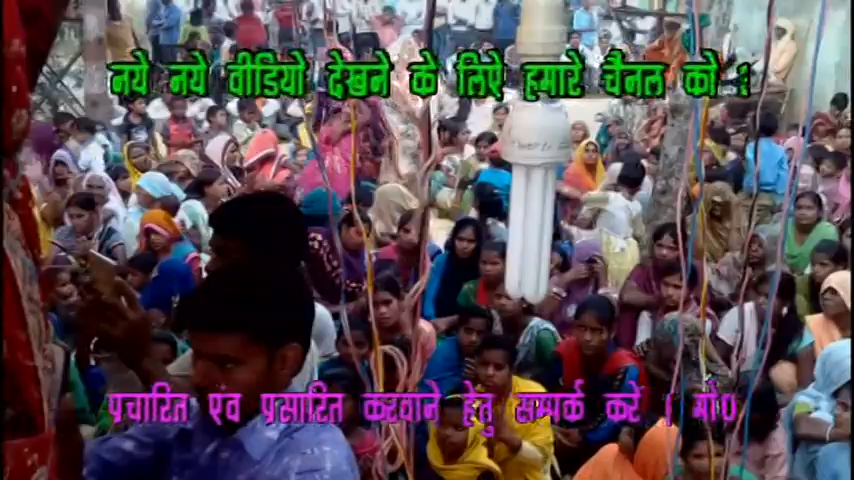 नये नये वीडियो देखने के लिऐ हमारे चैनल को :
प्रचारित एवं प्रसारित करवाने हेतु सम्पर्क करें । मो0